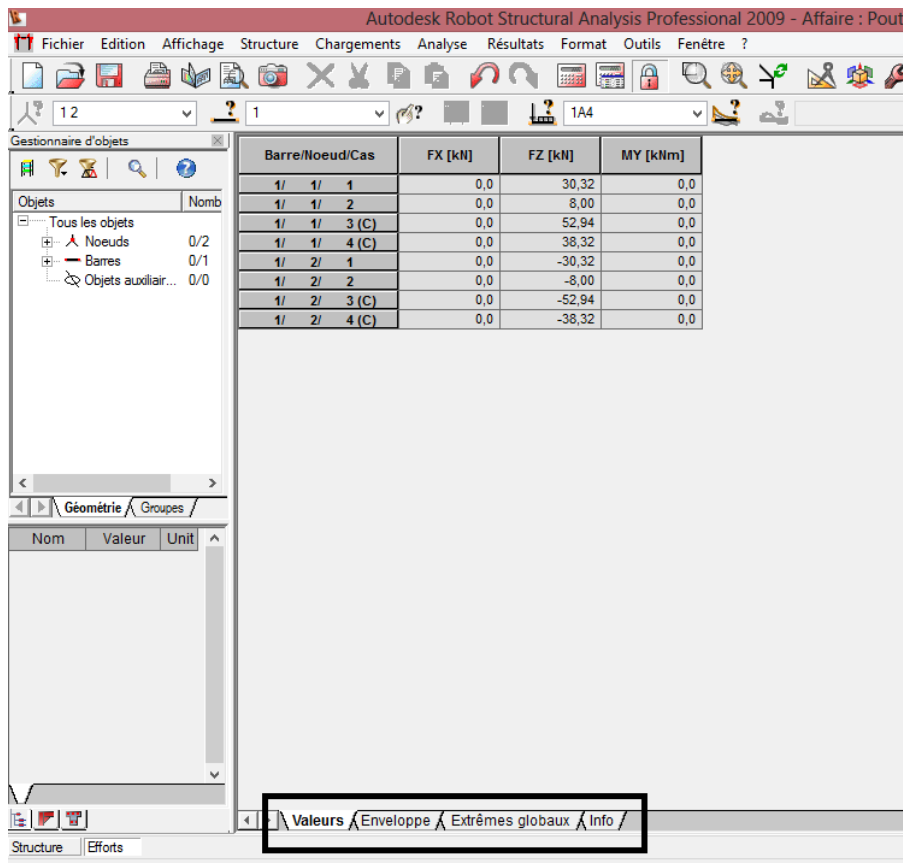 Autodesk Robot Structural Analysis Professional 2009 - Affaire : Pout
Fichier Edition Affichage Structure Chargements Analyse Résultats Format Outils Fenêtre ?
1 2 1 1A4
Gestionnaire d'objets
Objets Nomb
Tous les objets
Noeuds 0/2
Barres 0/1
Objets auxiliair... 0/0
Géométrie Groupes
Nom Valeur Unit
Barre/Noeud/Cas FX [kN] FZ [kN] MY [kNm]
1/ 1/ 1 0,0 30,32 0,0
1/ 1/ 2 0,0 8,00 0,0
1/ 1/ 3 (C) 0,0 52,94 0,0
1/ 1/ 4 (C) 0,0 38,32 0,0
1/ 2/ 1 0,0 -30,32 0,0
1/ 2/ 2 0,0 -8,00 0,0
1/ 2/ 3 (C) 0,0 -52,94 0,0
1/ 2/ 4 (C) 0,0 -38,32 0,0
Valeurs Enveloppe Extrêmes globaux Info
Structure Efforts